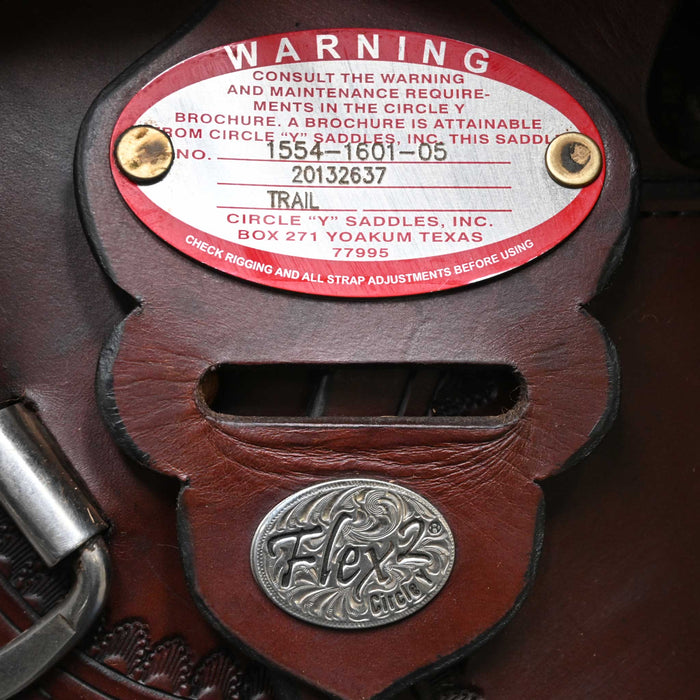 WARNING
CONSULT THE WARNING
AND MAINTENANCE REQUIRE-
MENTS IN THE CIRCLE Y
BROCHURE. A BROCHURE IS ATTAINABLE
FROM CIRCLE "Y" SADDLES, INC. THIS SADDL
NO. 1554-1601-05
20132637
TRAIL
CIRCLE "Y" SADDLES, INC.
BOX 271 YOAKUM TEXAS
77995
CHECK RIGGING AND ALL STRAP ADJUSTMENTS BEFORE USING
Flex2®
Circle Y